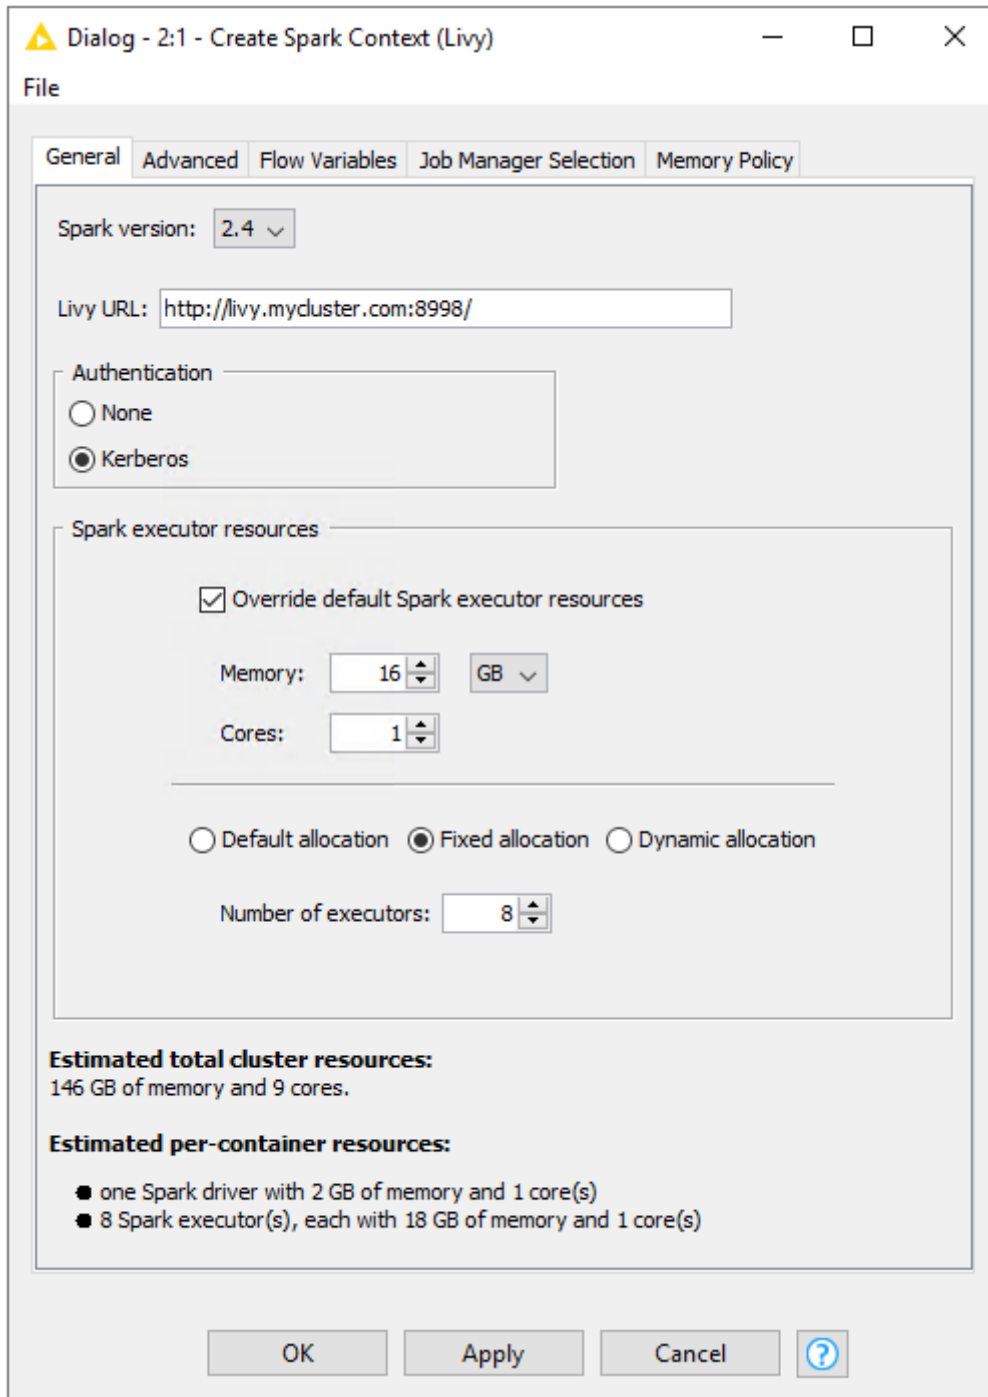 Dialog - 2:1 - Create Spark Context (Livy)
File
General Advanced Flow Variables Job Manager Selection Memory Policy
Spark version: 2.4
Livy URL: http://livy.mycluster.com:8998/
Authentication
None
Kerberos
Spark executor resources
Override default Spark executor resources
Memory: 16 GB
Cores: 1
Default allocation Fixed allocation Dynamic allocation
Number of executors: 8
Estimated total cluster resources:
146 GB of memory and 9 cores.
Estimated per-container resources:
one Spark driver with 2 GB of memory and 1 core(s)
8 Spark executor(s), each with 18 GB of memory and 1 core(s)
OK Apply Cancel ?